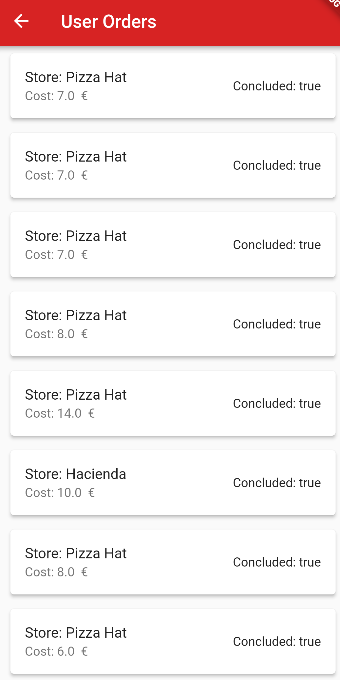 User Orders
Store: Pizza Hat
Cost: 7.0 €
Concluded: true
Store: Pizza Hat
Cost: 7.0 €
Concluded: true
Store: Pizza Hat
Cost: 7.0 €
Concluded: true
Store: Pizza Hat
Cost: 8.0 €
Concluded: true
Store: Pizza Hat
Cost: 14.0 €
Concluded: true
Store: Hacienda
Cost: 10.0 €
Concluded: true
Store: Pizza Hat
Cost: 8.0 €
Concluded: true
Store: Pizza Hat
Cost: 6.0 €
Concluded: true